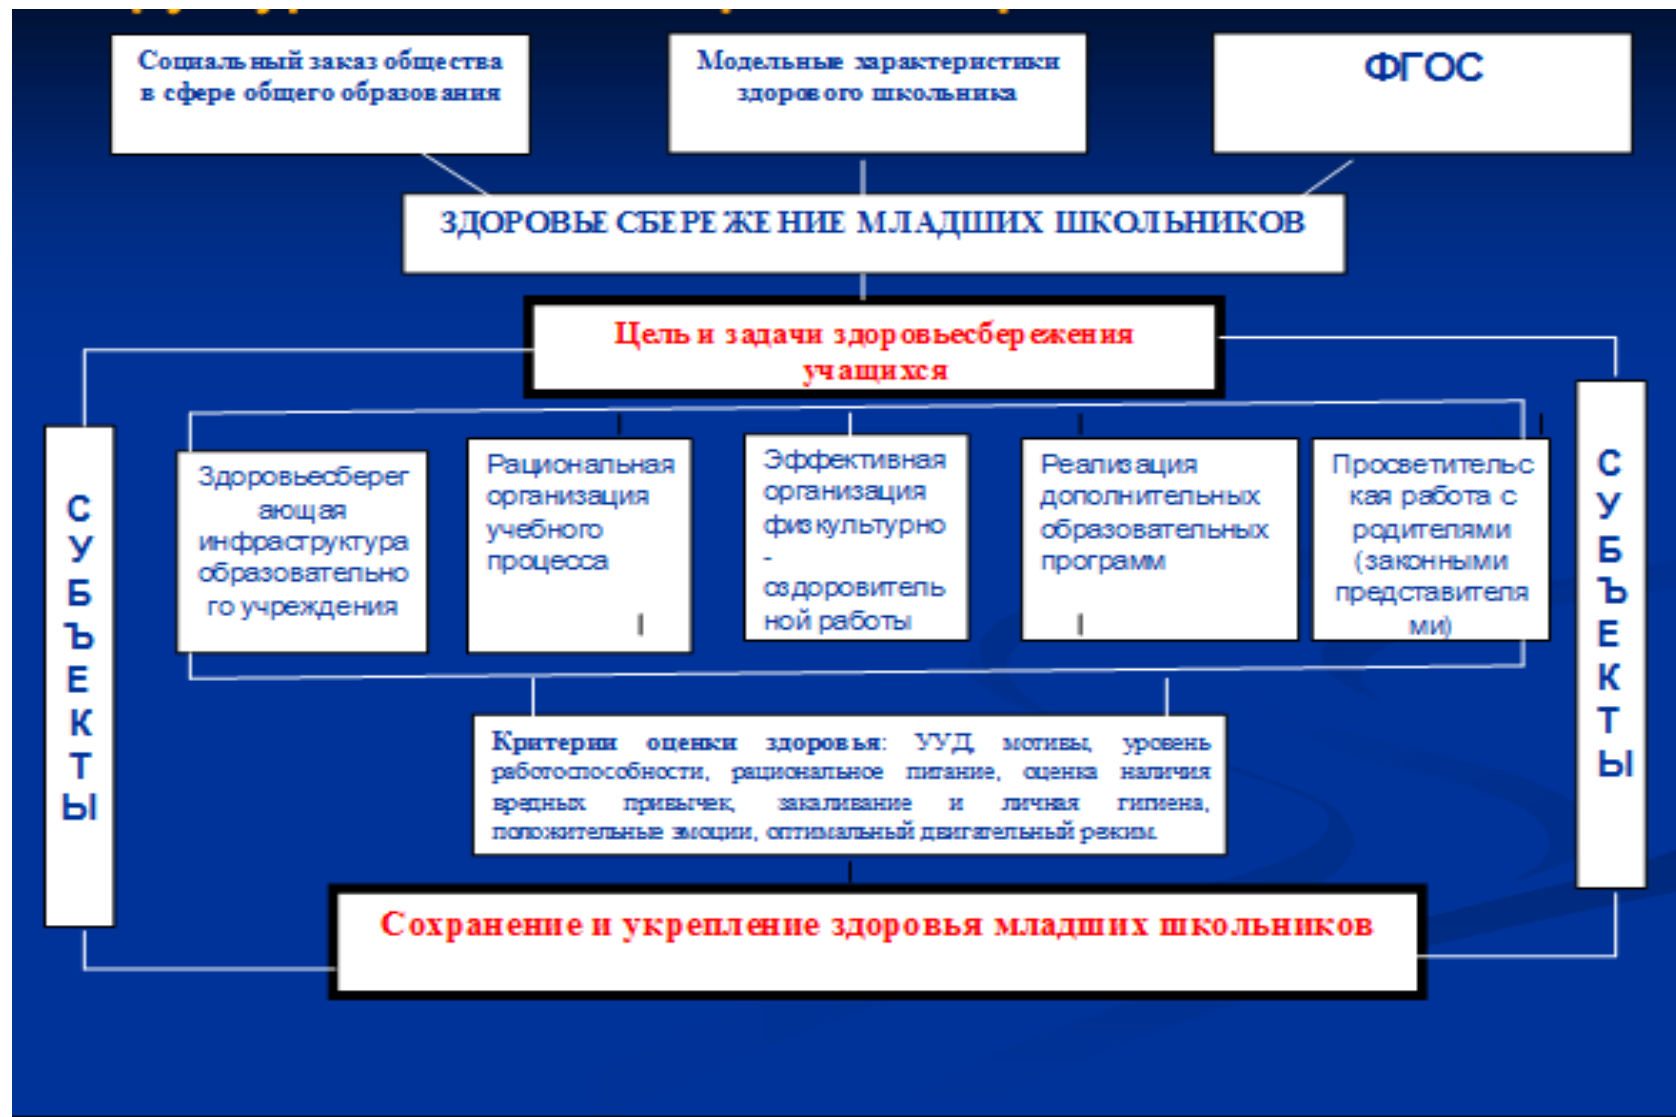 Социальный заказ общества
в сфере общего образования
Модельные характеристики
здорового школьника
ФГОС
ЗДОРОВЬЕ СБЕРЕЖЕНИЕ МЛАДШИХ ШКОЛЬНИКОВ
Цель и задачи здоровьесбережения
учащихся
СУБЪЕКТЫ
Здоровьесберег
ающая
инфраструктура
образовательно
го учреждения
Рациональная
организация
учебного
процесса
Эффективная
организация
физкультурно
-
оздоровитель
ной работы
Реализация
дополнительных
образовательных
программ
Просветительс
кая работа с
родителями
(законными
представителя
ми)
СУБЪЕКТЫ
Критерии оценки здоровья: УУД, мотивы, уровень
работоспособности, рациональное питание, оценка наличия
вредных привычек, закаливание и личная гигиена,
положительные эмоции, оптимальный двигательный режим.
Сохранение и укрепление здоровья младших школьников